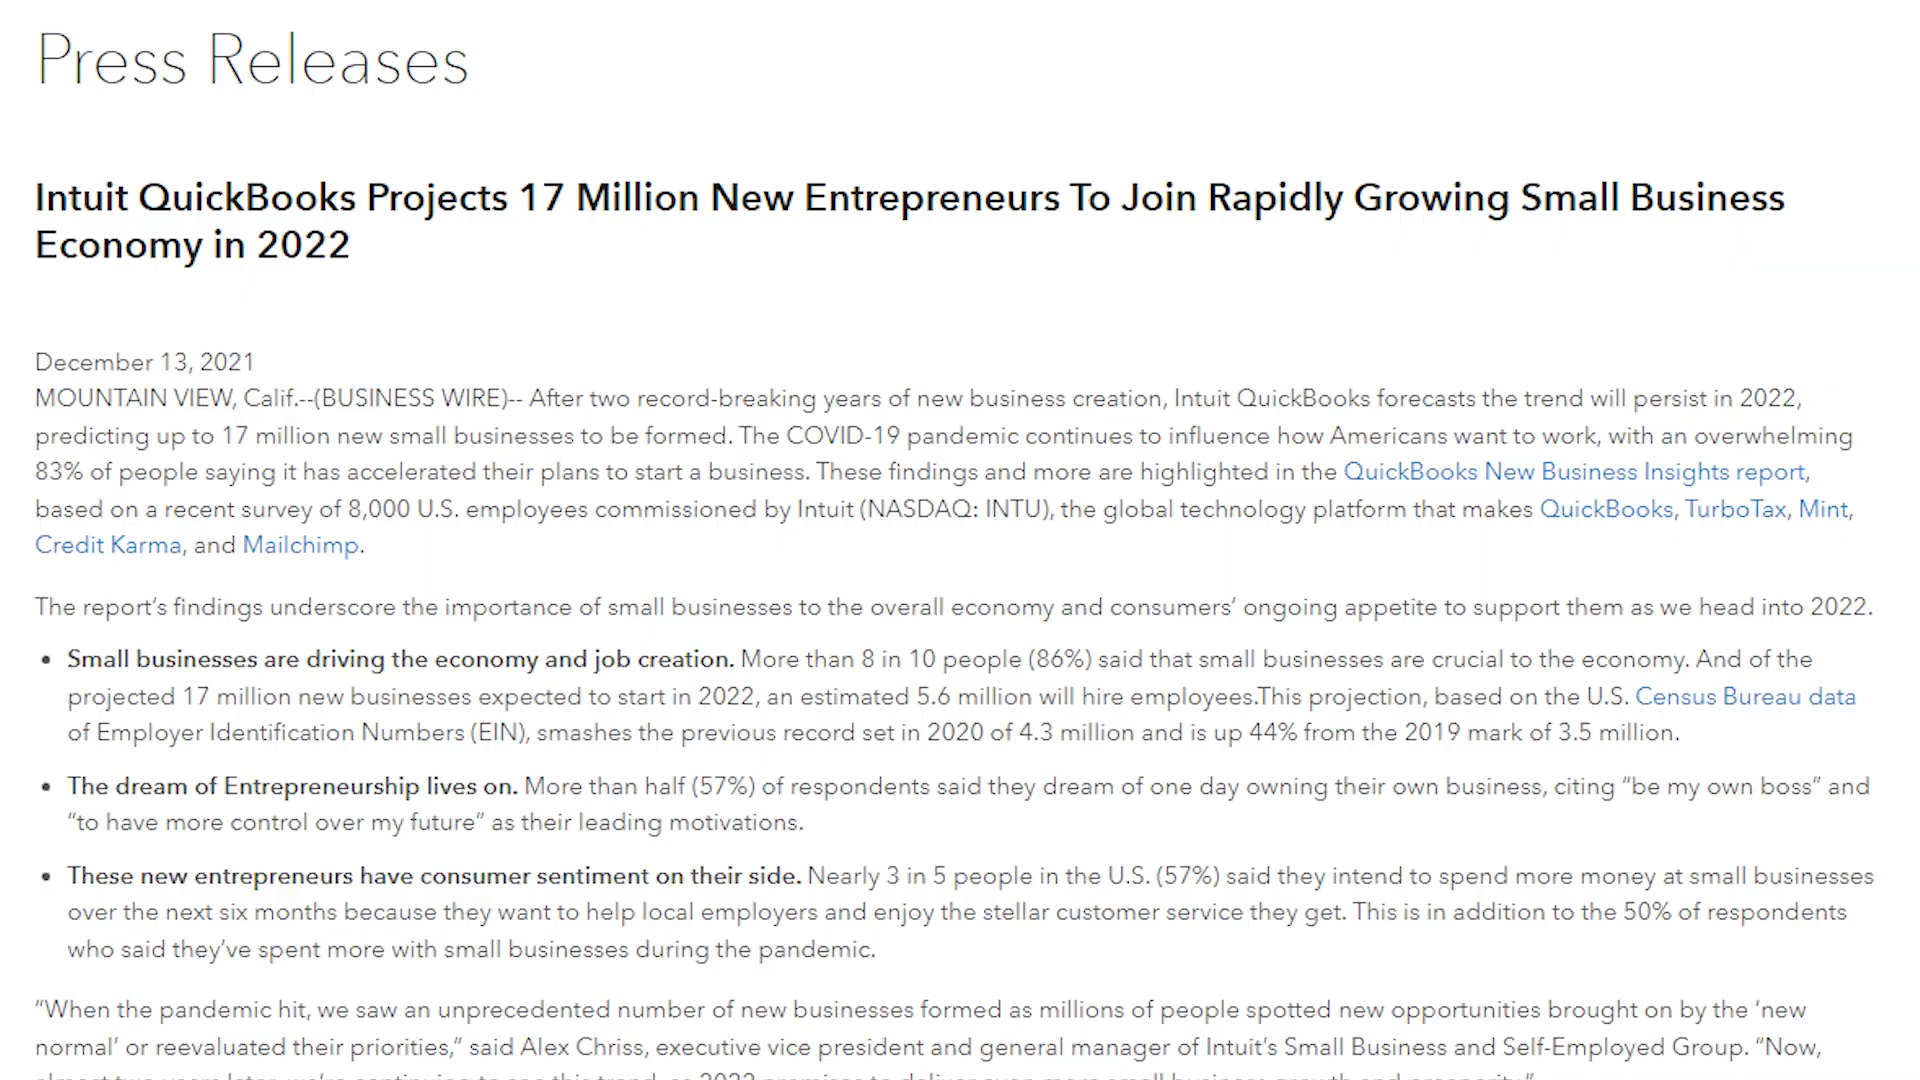 Press Releases
Intuit QuickBooks Projects 17 Million New Entrepreneurs To Join Rapidly Growing Small Business
Economy in 2022
December 13, 2021
MOUNTAIN VIEW, Calif.--(BUSINESS WIRE)-- After two record-breaking years of new business creation, Intuit QuickBooks forecasts the trend will persist in 2022,
predicting up to 17 million new small businesses to be formed. The COVID-19 pandemic continues to influence how Americans want to work, with an overwhelming
83% of people saying it has accelerated their plans to start a business. These findings and more are highlighted in the QuickBooks New Business Insights report,
based on a recent survey of 8,000 U.S. employees commissioned by Intuit (NASDAQ: INTU), the global technology platform that makes QuickBooks, TurboTax, Mint,
Credit Karma, and Mailchimp.
The report's findings underscore the importance of small businesses to the overall economy and consumers' ongoing appetite to support them as we head into 2022.
• Small businesses are driving the economy and job creation. More than 8 in 10 people (86%) said that small businesses are crucial to the economy. And of the
projected 17 million new businesses expected to start in 2022, an estimated 5.6 million will hire employees.This projection, based on the U.S. Census Bureau data
of Employer Identification Numbers (EIN), smashes the previous record set in 2020 of 4.3 million and is up 44% from the 2019 mark of 3.5 million.
• The dream of Entrepreneurship lives on. More than half (57%) of respondents said they dream of one day owning their own business, citing “be my own boss” and
“to have more control over my future” as their leading motivations.
• These new entrepreneurs have consumer sentiment on their side. Nearly 3 in 5 people in the U.S. (57%) said they intend to spend more money at small businesses
over the next six months because they want to help local employers and enjoy the stellar customer service they get. This is in addition to the 50% of respondents
who said they've spent more with small businesses during the pandemic.
“When the pandemic hit, we saw an unprecedented number of new businesses formed as millions of people spotted new opportunities brought on by the ‘new
normal’ or reevaluated their priorities,” said Alex Chriss, executive vice president and general manager of Intuit’s Small Business and Self-Employed Group. “Now,